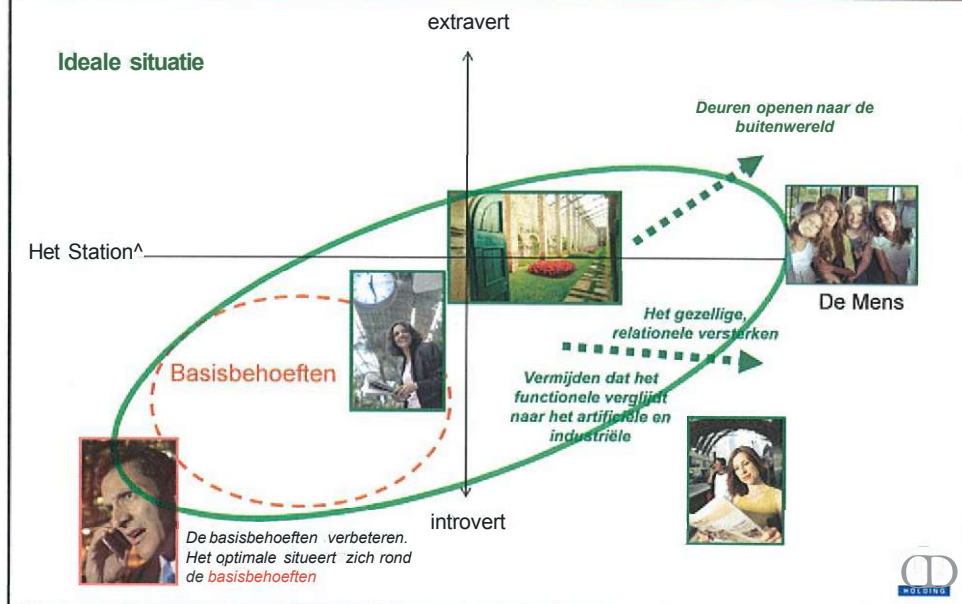 extravert
Ideale situatie
Deuren openen naar de
buitenwereld
Het Station^
De Mens
Het gezellige,
relationele versterken
Basisbehoeften
Vermijden dat het
functionele verglijdt
naar het artificiële en
industriële
introvert
De basisbehoeften verbeteren.
Het optimale situeert zich rond
de basisbehoeften
HOLDING